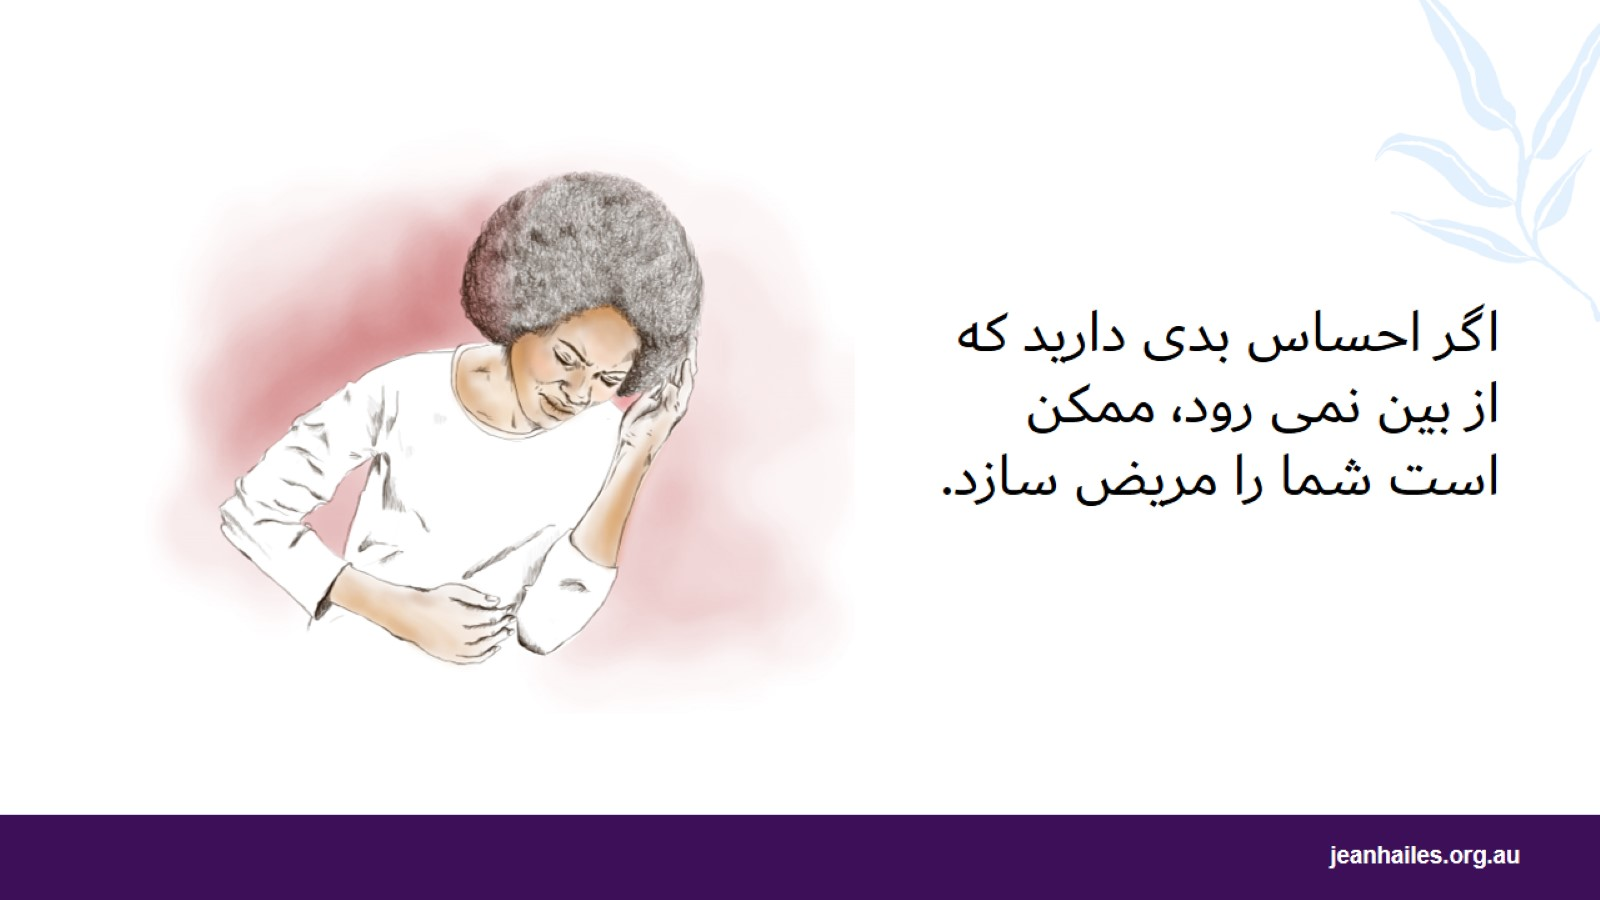 اگر احساس بدی دارید که
از بین نمی رود، ممکن
است شما را مریض سازد.
jeanhailes.org.au